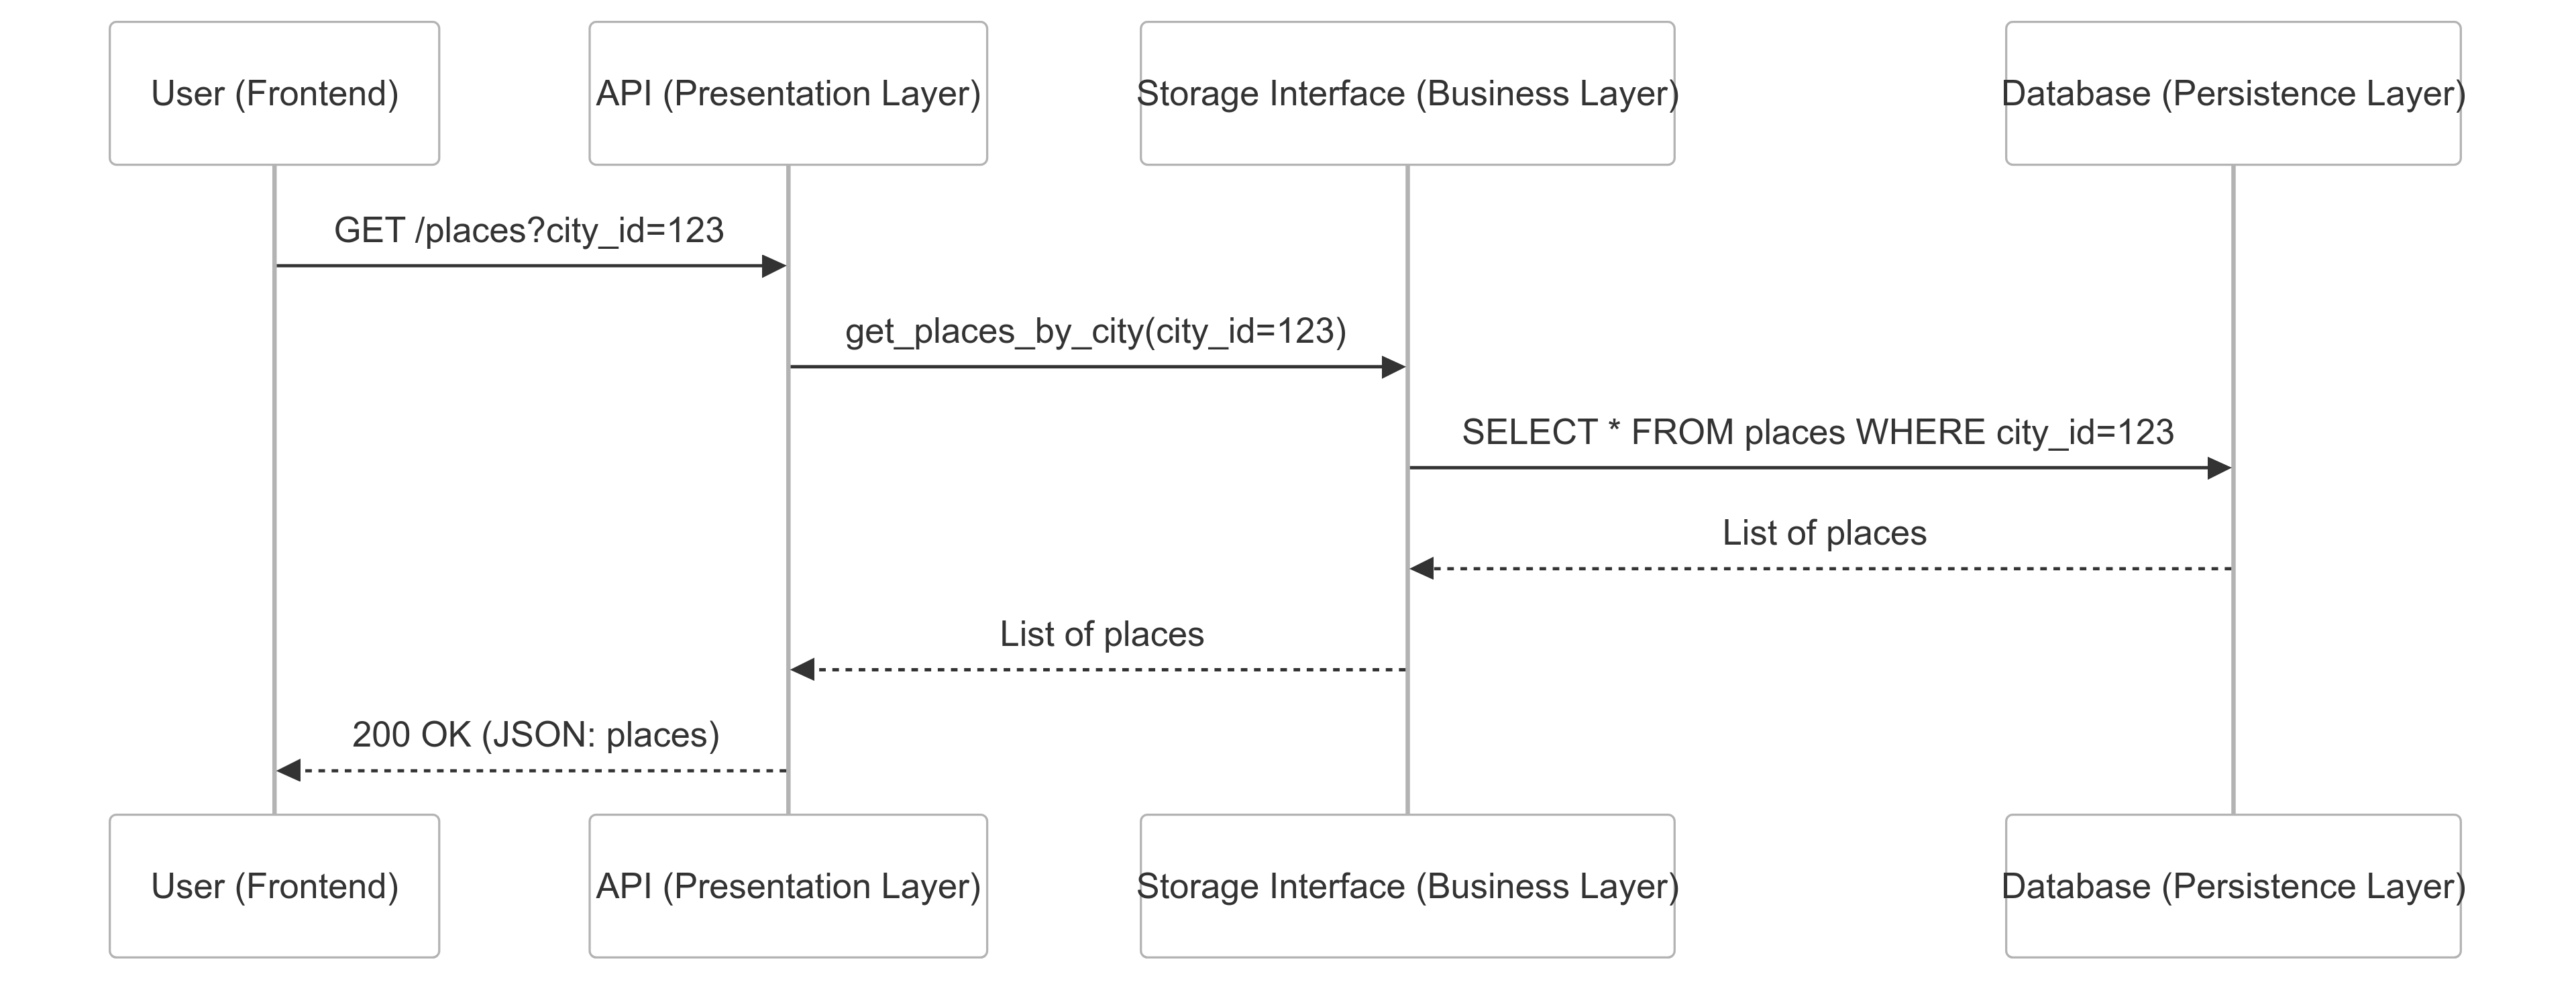 User (Frontend)
API (Presentation Layer)
Storage Interface (Business Layer)
Database (Persistence Layer)
GET /places?city_id=123
get_places_by_city(city_id=123)
SELECT * FROM places WHERE city_id=123
List of places
List of places
200 OK (JSON: places)
User (Frontend)
API (Presentation Layer)
Storage Interface (Business Layer)
Database (Persistence Layer)